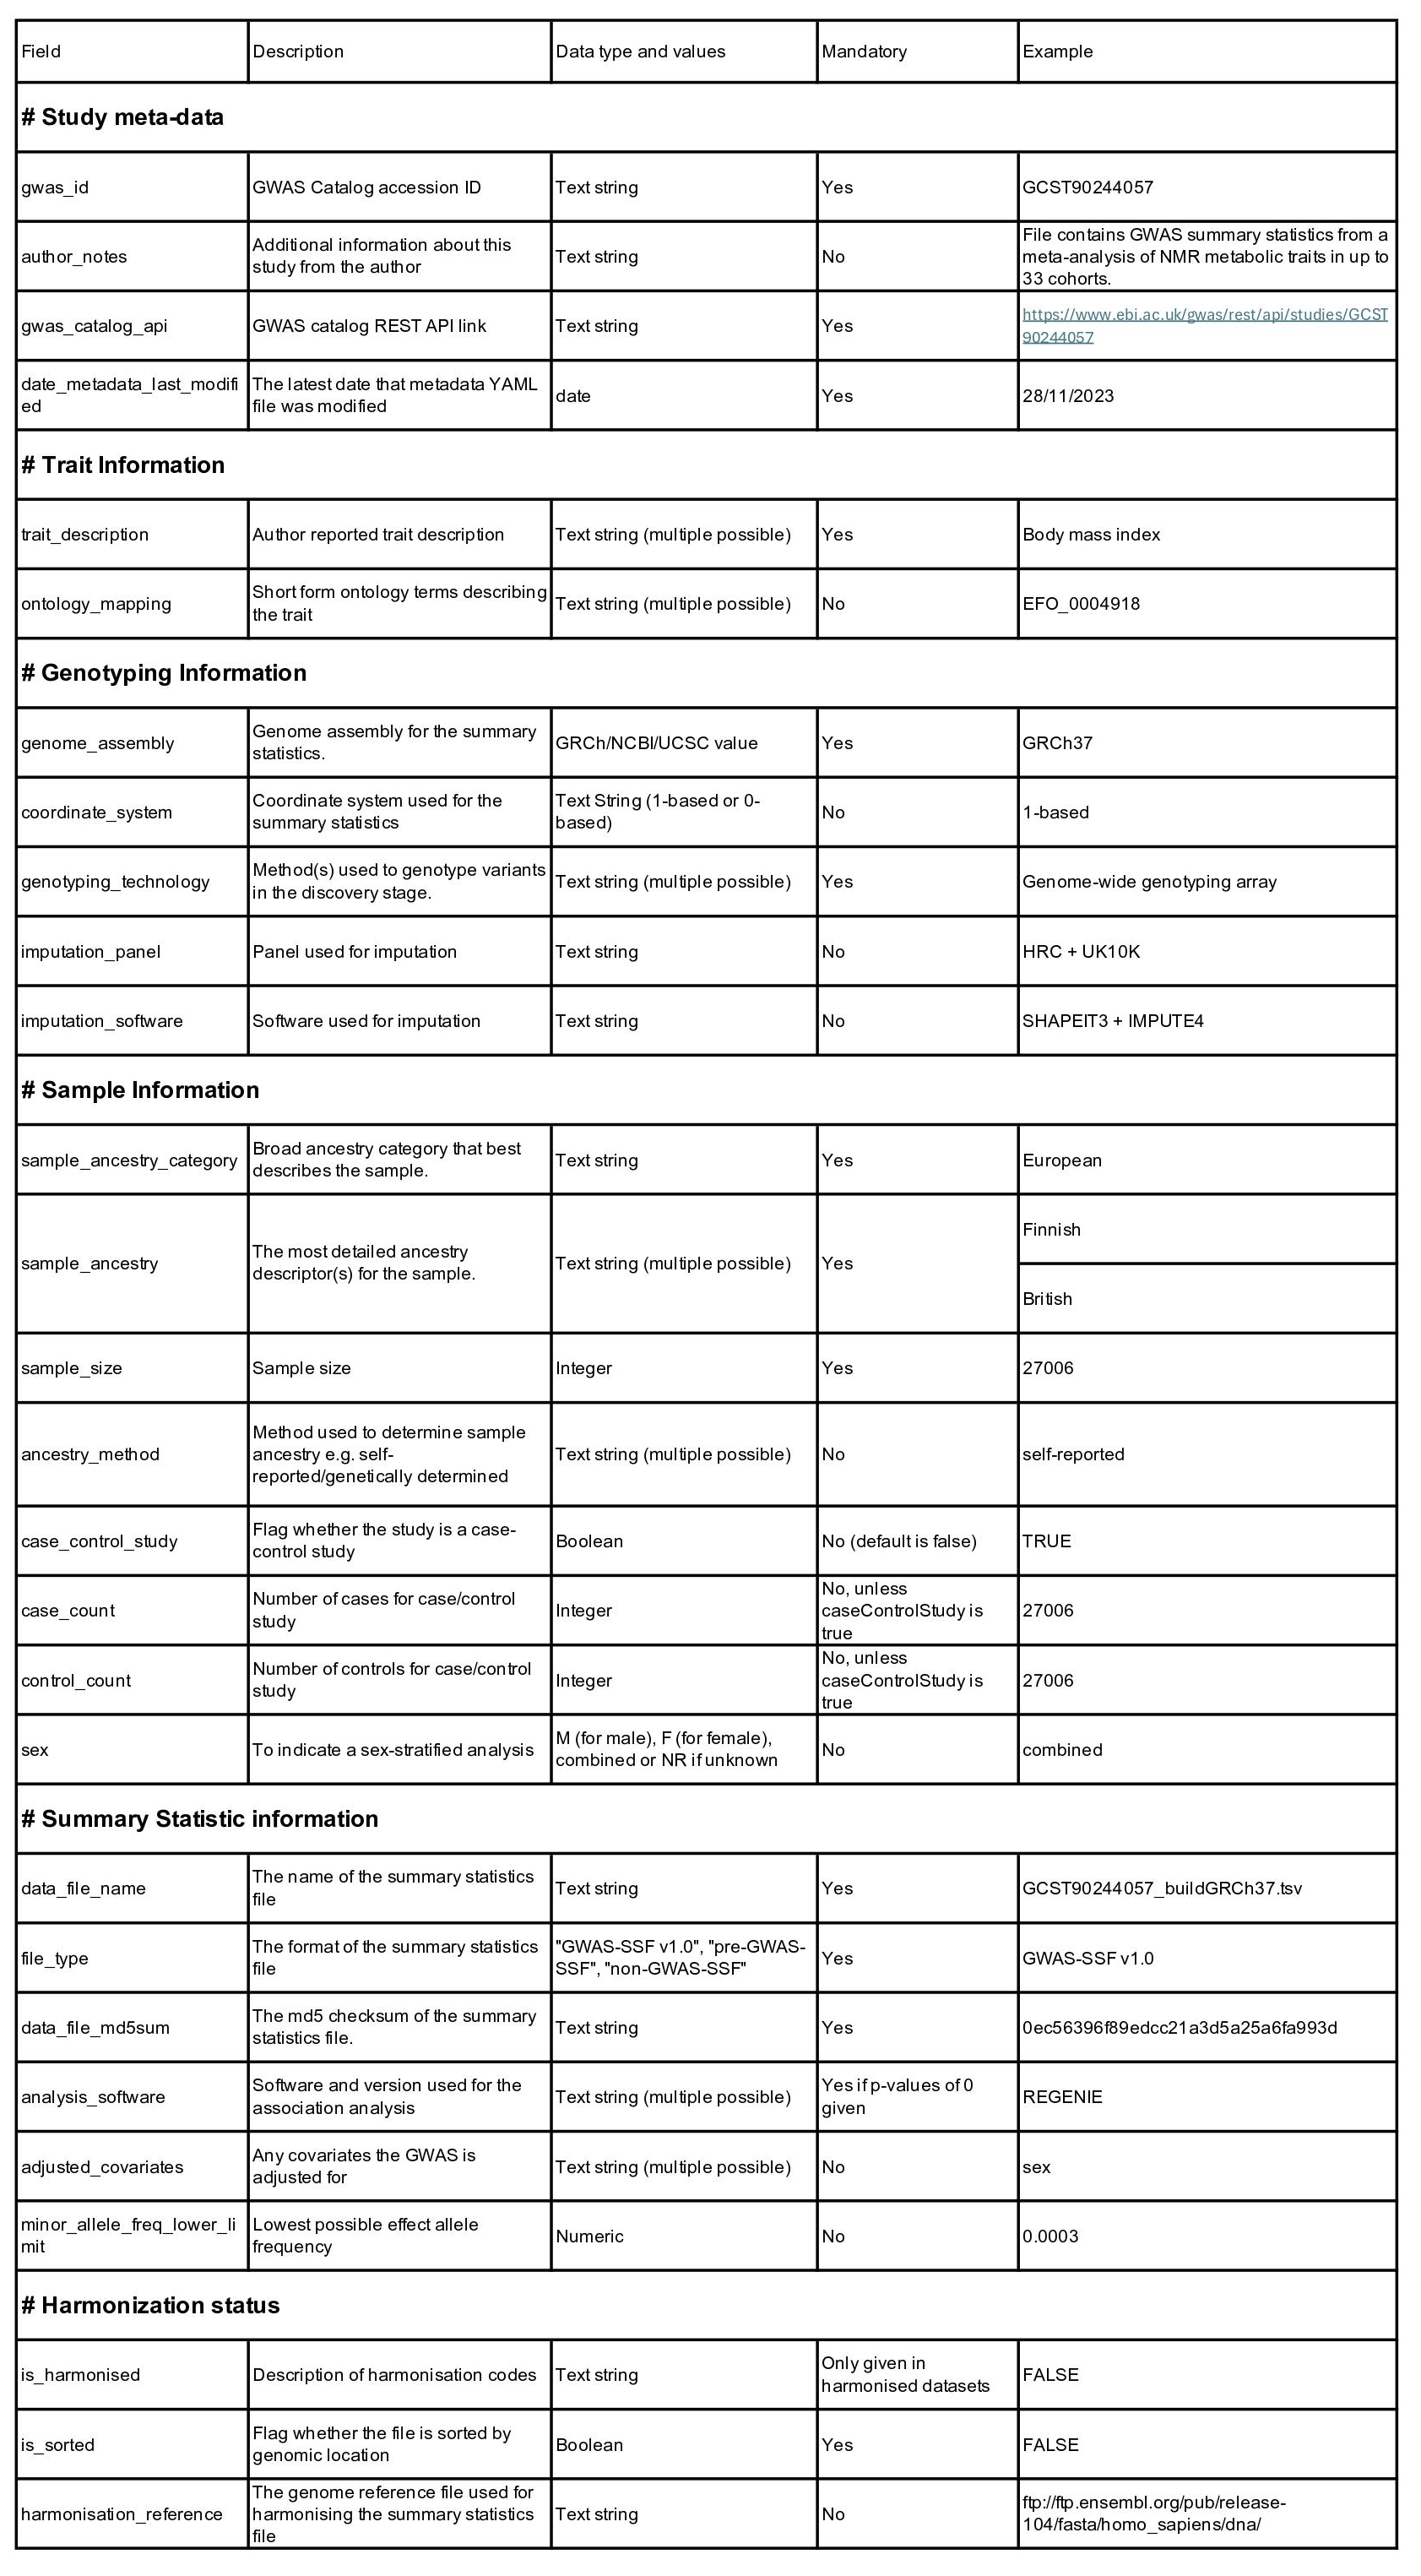 Field Description Data type and values Mandatory Example
# Study meta-data
gwas_id GWAS Catalog accession ID Text string Yes GCST90244057
author_notes
Additional information about this
study from the author
Text string
No
File contains GWAS summary statistics from a
meta-analysis of NMR metabolic traits in up to
33 cohorts.
gwas_catalog_api
GWAS catalog REST API link
Text string
Yes
https://www.ebi.ac.uk/gwas/rest/api/studies/GCST
90244057
date_metadata_last_modifi
ed
The latest date that metadata YAML
file was modified
date
Yes
28/11/2023
# Trait Information
trait_description Author reported trait description Text string (multiple possible) Yes Body mass index
ontology_mapping
Short form ontology terms describing
the trait
Text string (multiple possible)
No
EFO_0004918
# Genotyping Information
genome_assembly
Genome assembly for the summary
statistics.
GRCh/NCBI/UCSC value
Yes
GRCh37
coordinate_system
Coordinate system used for the
summary statistics
Text String (1-based or 0-
based)
No
1-based
genotyping_technology
Method(s) used to genotype variants
in the discovery stage.
Text string (multiple possible)
Yes
Genome-wide genotyping array
imputation_panel Panel used for imputation Text string No HRC + UK10K
imputation_software Software used for imputation Text string No SHAPEIT3 + IMPUTE4
# Sample Information
sample_ancestry_category
Broad ancestry category that best
describes the sample.
Text string
Yes
European
sample_ancestry
The most detailed ancestry
descriptor(s) for the sample.
Text string (multiple possible)
Yes
Finnish
British
sample_size Sample size Integer Yes 27006
ancestry_method
Method used to determine sample
ancestry e.g. self-
reported/genetically determined
Text string (multiple possible)
No
self-reported
case_control_study
Flag whether the study is a case-
control study
Boolean
No (default is false)
TRUE
case_count
Number of cases for case/control
study
Integer
No, unless
caseControlStudy is
true
27006
control_count
Number of controls for case/control
study
Integer
No, unless
caseControlStudy is
true
27006
sex
To indicate a sex-stratified analysis
M (for male), F (for female),
combined or NR if unknown
No
combined
# Summary Statistic information
data_file_name
The name of the summary statistics
file
Text string
Yes
GCST90244057_buildGRCh37.tsv
file_type
The format of the summary statistics
file
"GWAS-SSF v1.0", "pre-GWAS-
SSF", "non-GWAS-SSF"
Yes
GWAS-SSF v1.0
data_file_md5sum
The md5 checksum of the summary
statistics file.
Text string
Yes
0ec56396f89edcc21a3d5a25a6fa993d
analysis_software
Software and version used for the
association analysis
Text string (multiple possible)
Yes if p-values of 0
given
REGENIE
adjusted_covariates
Any covariates the GWAS is
adjusted for
Text string (multiple possible)
No
sex
minor_allele_freq_lower_li
mit
Lowest possible effect allele
frequency
Numeric
No
0.0003
# Harmonization status
is_harmonised
Description of harmonisation codes
Text string
Only given in
harmonised datasets
FALSE
is_sorted
Flag whether the file is sorted by
genomic location
Boolean
Yes
FALSE
harmonisation_reference
The genome reference file used for
harmonising the summary statistics
file
Text string
No
ftp://ftp.ensembl.org/pub/release-
104/fasta/homo_sapiens/dna/